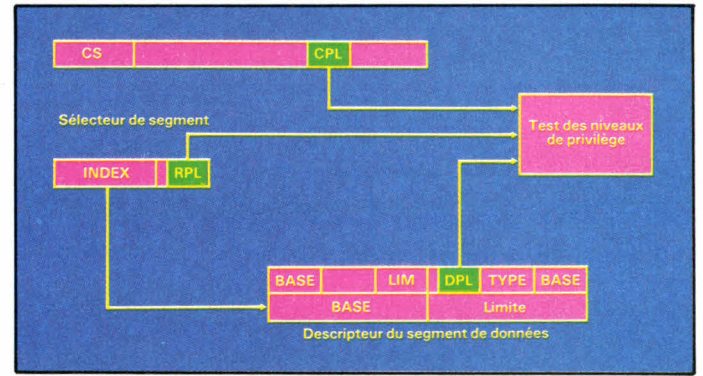 CS CPL
Sélecteur de segment
Test des niveaux
de privilège
INDEX RPL
BASE LIM DPL TYPE BASE
BASE Limite
Descripteur du segment de données